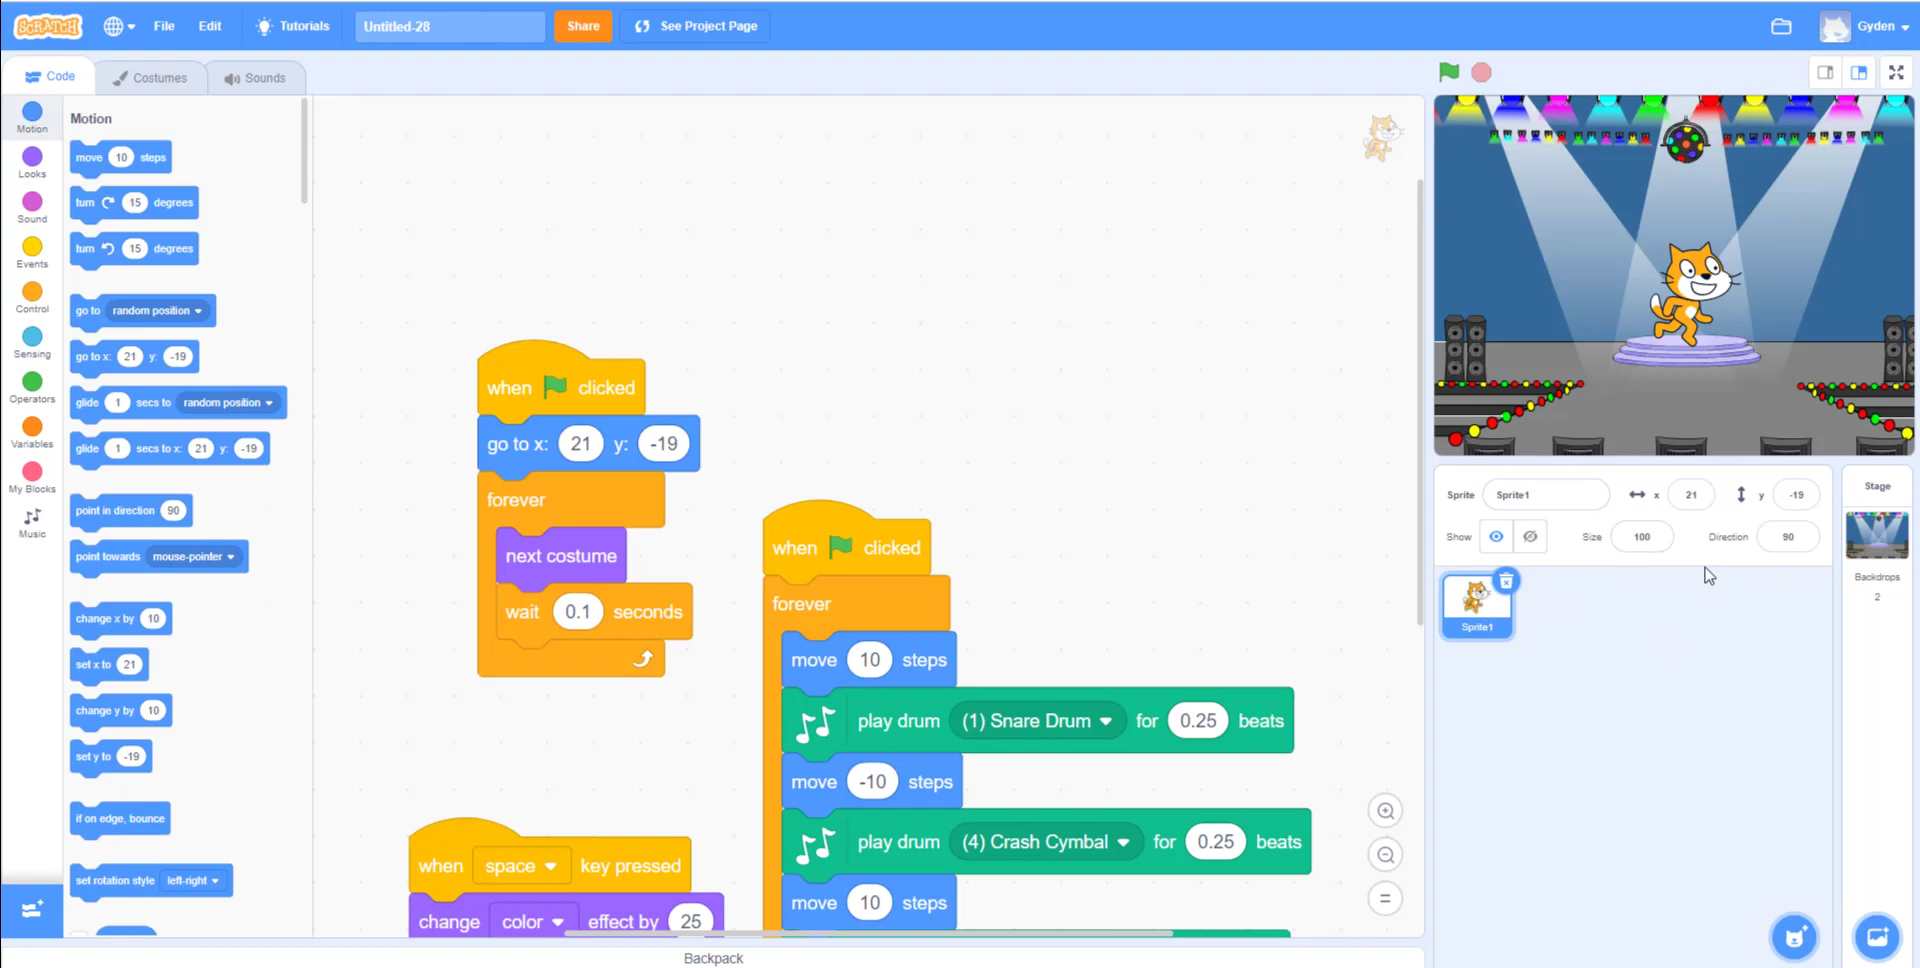 SCRATCH
File
Edit
Tutorials
Untitled-28
Share
See Project Page
Gyden
Code
Costumes
Sounds
Motion
Looks
Sound
Events
Control
Sensing
Operators
Variables
My Blocks
Music
Motion
move 10 steps
turn 15 degrees
turn 15 degrees
go to random position
go to x: 21 y: -19
glide 1 secs to random position
glide 1 secs to x: 21 y: -19
point in direction 90
point towards mouse-pointer
change x by 10
set x to 21
change y by 10
set y to -19
if on edge, bounce
set rotation style left-right
when clicked
go to x: 21 y: -19
forever
next costume
wait 0.1 seconds
when clicked
forever
move 10 steps
play drum (1) Snare Drum for 0.25 beats
move -10 steps
play drum (4) Crash Cymbal for 0.25 beats
move 10 steps
when space key pressed
change color effect by 25
Backpack
Sprite Sprite1 x 21 y -19
Show Size 100 Direction 90
Sprite1
Stage
Backdrops
2